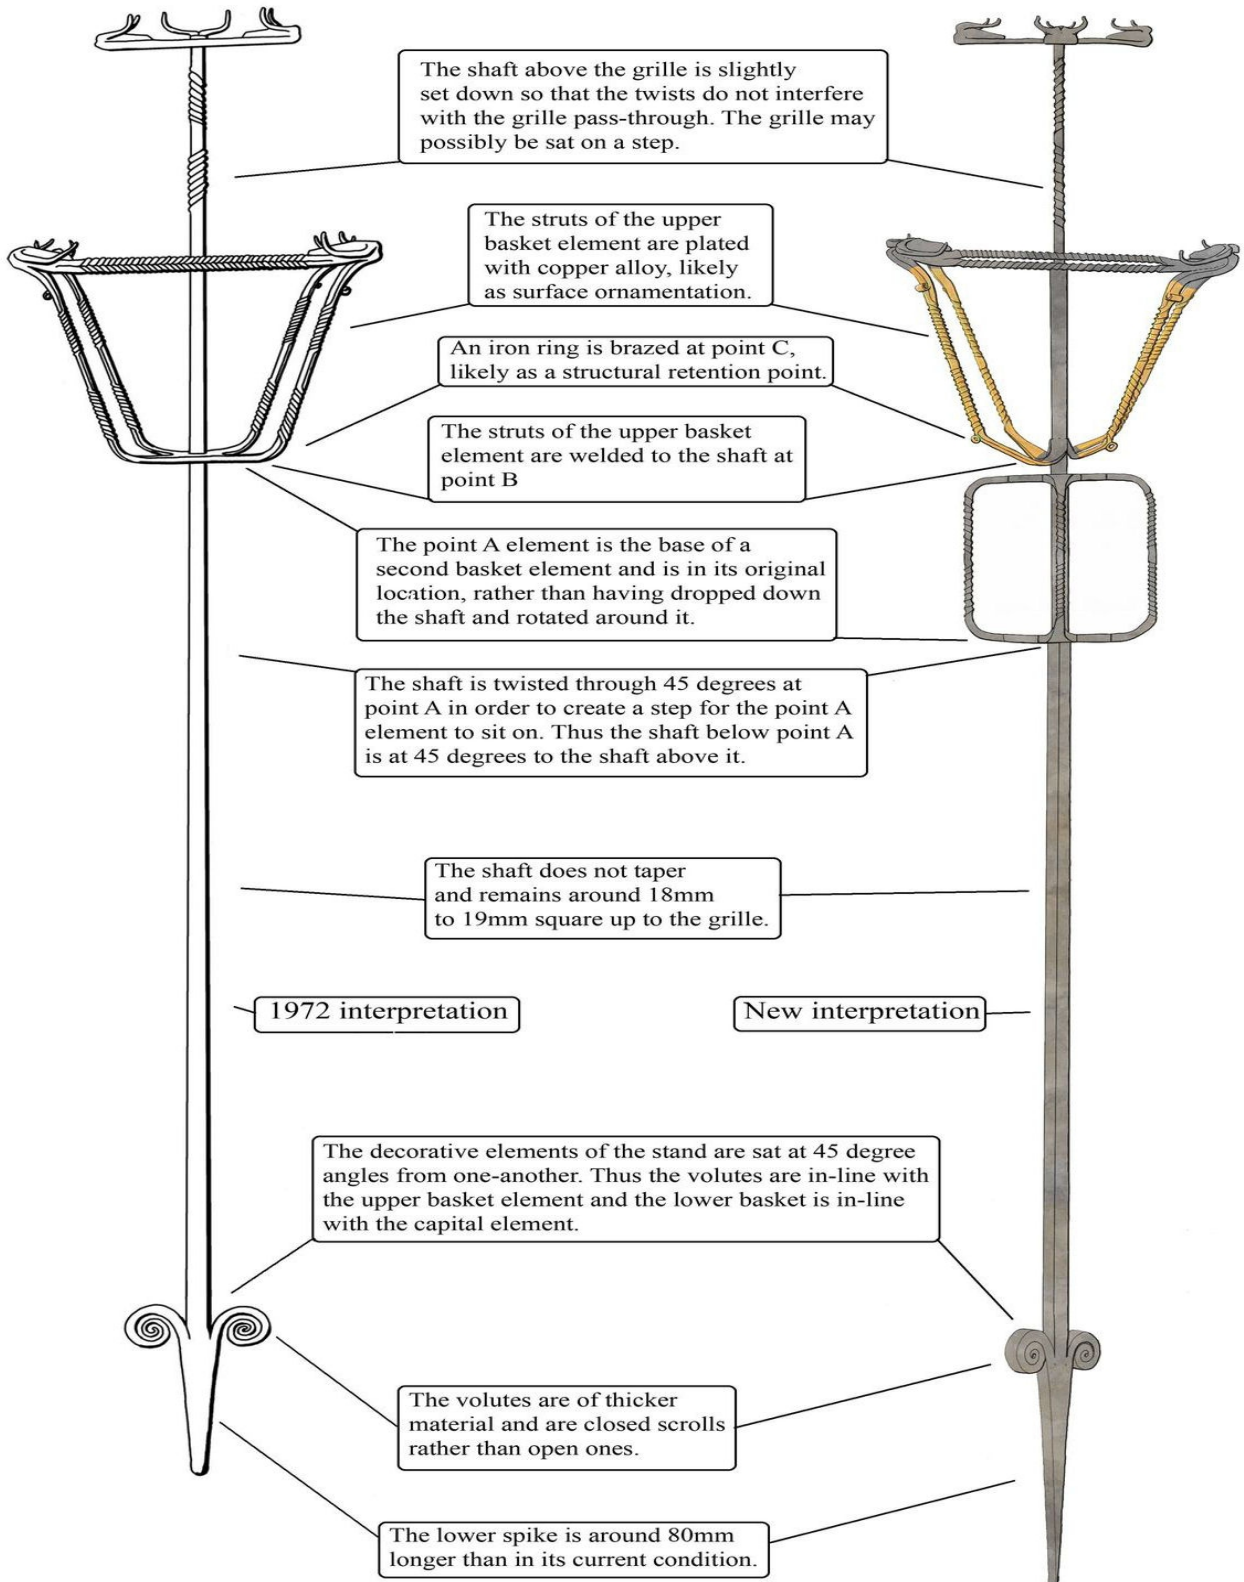 The shaft above the grille is slightly
set down so that the twists do not interfere
with the grille pass-through. The grille may
possibly be sat on a step.
The struts of the upper
basket element are plated
with copper alloy, likely
as surface ornamentation.
An iron ring is brazed at point C,
likely as a structural retention point.
The struts of the upper basket
element are welded to the shaft at
point B
The point A element is the base of a
second basket element and is in its original
location, rather than having dropped down
the shaft and rotated around it.
The shaft is twisted through 45 degrees at
point A in order to create a step for the point A
element to sit on. Thus the shaft below point A
is at 45 degrees to the shaft above it.
The shaft does not taper
and remains around 18mm
to 19mm square up to the grille.
1972 interpretation
New interpretation
The decorative elements of the stand are sat at 45 degree
angles from one-another. Thus the volutes are in-line with
the upper basket element and the lower basket is in-line
with the capital element.
The volutes are of thicker
material and are closed scrolls
rather than open ones.
The lower spike is around 80mm
longer than in its current condition.